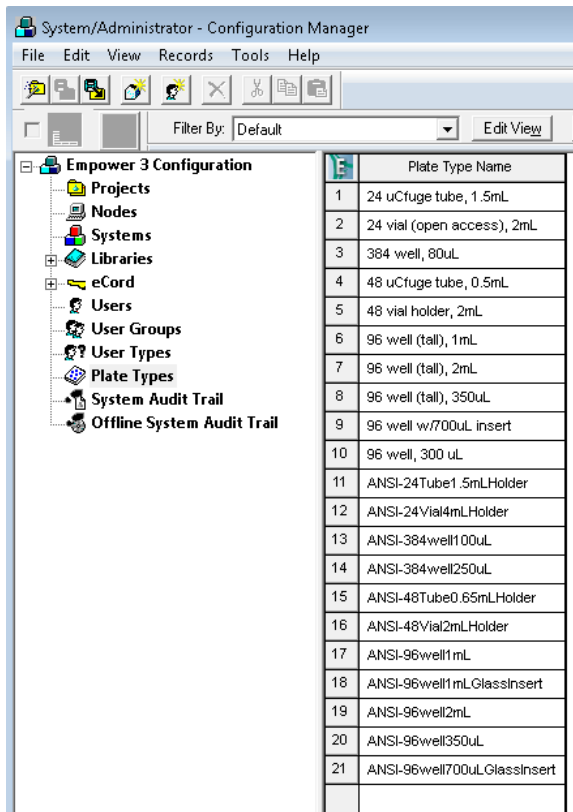 System/Administrator - Configuration Manager
File Edit View Records Tools Help
Filter By: Default Edit View
Empower 3 Configuration
Projects
Nodes
Systems
Libraries
eCord
Users
User Groups
User Types
Plate Types
System Audit Trail
Offline System Audit Trail
Plate Type Name
1 24 uCfuge tube, 1.5mL
2 24 vial (open access), 2mL
3 384 well, 80uL
4 48 uCfuge tube, 0.5mL
5 48 vial holder, 2mL
6 96 well (tall), 1mL
7 96 well (tall), 2mL
8 96 well (tall), 350uL
9 96 well w/700uL insert
10 96 well, 300 uL
11 ANSI-24Tube1.5mLHolder
12 ANSI-24Vial4mLHolder
13 ANSI-384well100uL
14 ANSI-384well250uL
15 ANSI-48Tube0.65mLHolder
16 ANSI-48Vial2mLHolder
17 ANSI-96well1mL
18 ANSI-96well1mLGlassInsert
19 ANSI-96well2mL
20 ANSI-96well350uL
21 ANSI-96well700uLGlassInsert